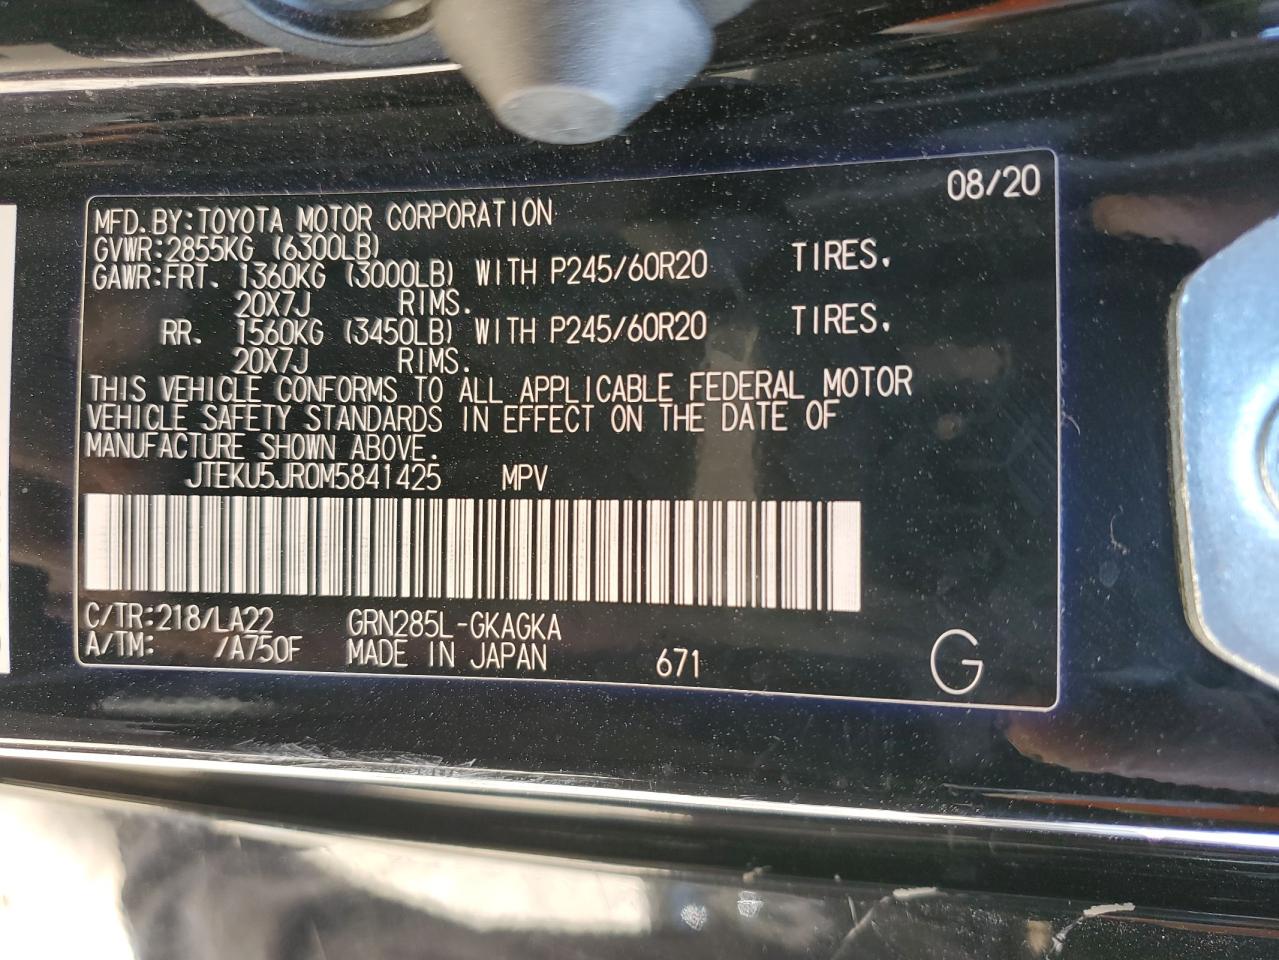 08/20
MFD.BY:TOYOTA MOTOR CORPORATION
GVWR:2855KG (6300LB)
GAWR:FRT. 1360KG (3000LB) WITH P245/60R20 TIRES.
20X7J RIMS.
RR. 1560KG (3450LB) WITH P245/60R20 TIRES.
20X7J RIMS.
THIS VEHICLE CONFORMS TO ALL APPLICABLE FEDERAL MOTOR
VEHICLE SAFETY STANDARDS IN EFFECT ON THE DATE OF
MANUFACTURE SHOWN ABOVE.
JTEKU5JR0M5841425 MPV
C/TR:218/LA22 GRN285L-GKAGKA
A/TM: /A750F MADE IN JAPAN 671 G